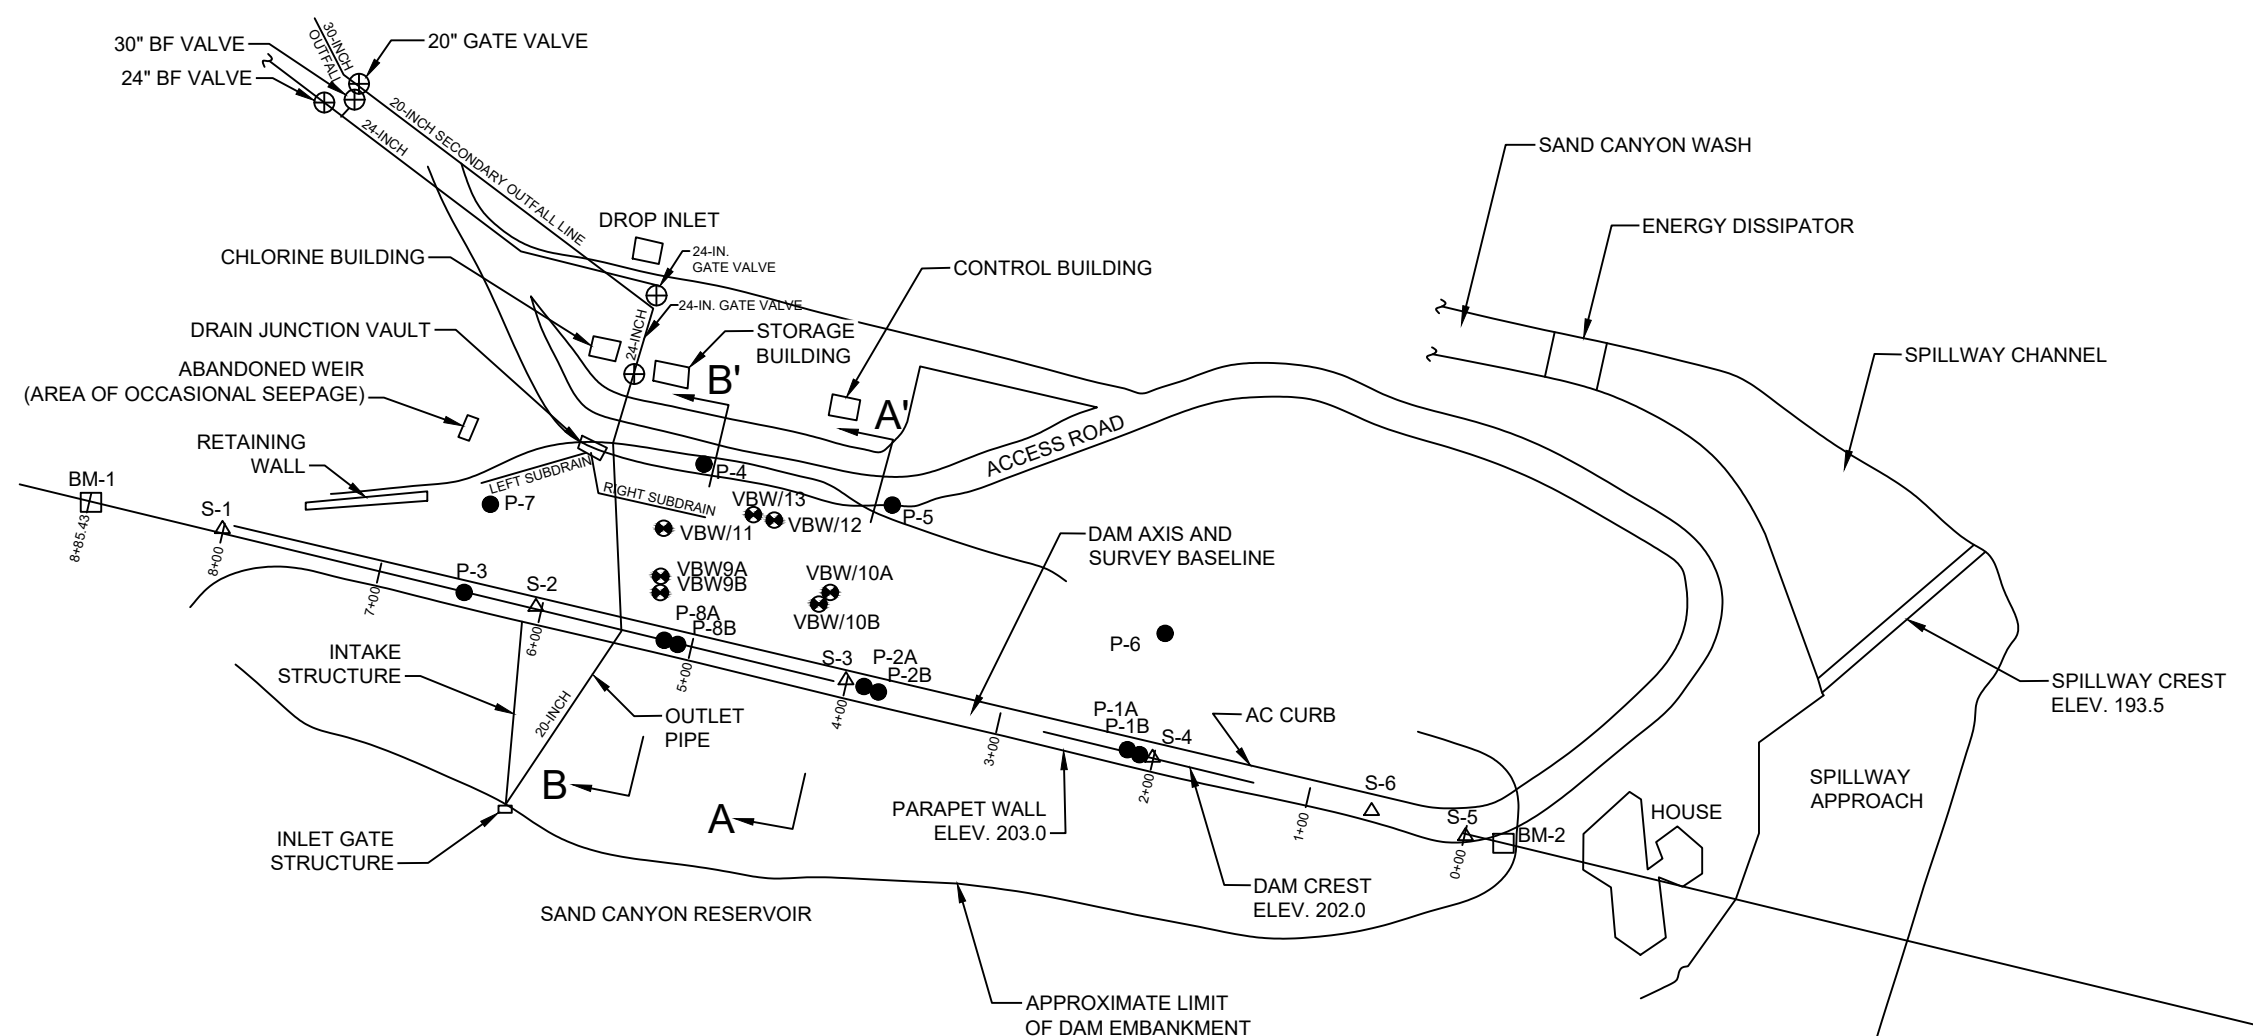 30-INCH
OUTFALL
30" BF VALVE
20" GATE VALVE
24" BF VALVE
20-INCH SECONDARY OUTFALL LINE
24-INCH
SAND CANYON WASH
DROP INLET
ENERGY DISSIPATOR
CHLORINE BUILDING
24-IN.
GATE VALVE
CONTROL BUILDING
24-IN. GATE VALVE
DRAIN JUNCTION VAULT
24-INCH
STORAGE
BUILDING
SPILLWAY CHANNEL
ABANDONED WEIR
(AREA OF OCCASIONAL SEEPAGE)
B'
A'
RETAINING
WALL
ACCESS ROAD
LEFT SUBDRAIN
P-4
BM-1
8+85.43
S-1
8+00
P-7
RIGHT SUBDRAIN
VBW/13
VBW/12
VBW/11
P-5
DAM AXIS AND
SURVEY BASELINE
VBW9A
VBW9B
VBW/10A
VBW/10B
P-3
7+00
S-2
6+00
P-8A
P-8B
5+00
P-6
INTAKE
STRUCTURE
S-3
P-2A
P-2B
4+00
SPILLWAY CREST
ELEV. 193.5
20-INCH
OUTLET
PIPE
P-1A
P-1B
S-4
AC CURB
3+00
2+00
B
A
PARAPET WALL
ELEV. 203.0
S-6
1+00
SPILLWAY
APPROACH
HOUSE
S-5
BM-2
0+00
INLET GATE
STRUCTURE
DAM CREST
ELEV. 202.0
SAND CANYON RESERVOIR
APPROXIMATE LIMIT
OF DAM EMBANKMENT